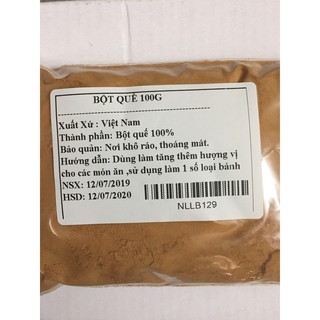 BỘT QUẾ 100G
Xuất Xứ : Việt Nam
Thành phần: Bột quế 100%
Bảo quản: Nơi khô ráo, thoáng mát.
Hướng dẫn: Dùng làm tăng thêm hượng vị
cho các món ăn ,sử dụng làm 1 số loại bánh
NSX: 12/07/2019
HSD: 12/07/2020
NLLB129